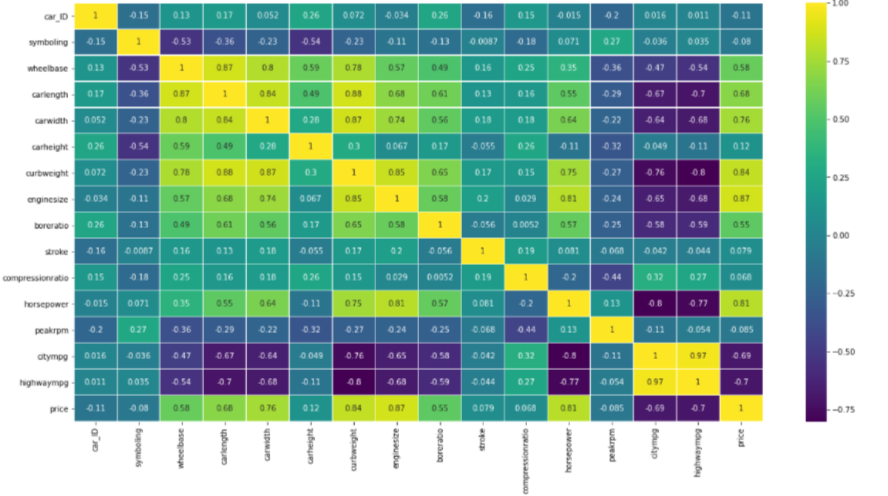 car_ID 1 -0.15 0.13 0.17 0.052 0.26 0.072 -0.034 0.26 -0.16 0.15 -0.015 -0.2 0.016 0.011 -0.11
symboling -0.15 1 -0.53 -0.36 -0.23 -0.54 -0.23 -0.11 -0.13 -0.0087 -0.18 0.071 0.27 -0.036 0.035 -0.08
wheelbase 0.13 -0.53 1 0.87 0.8 0.59 0.78 0.57 0.49 0.16 0.25 0.35 -0.36 -0.47 -0.54 0.58
carlength 0.17 -0.36 0.87 1 0.84 0.49 0.88 0.68 0.61 0.13 0.16 0.55 -0.29 -0.67 -0.7 0.68
carwidth 0.052 -0.23 0.8 0.84 1 0.28 0.87 0.74 0.56 0.18 0.18 0.64 -0.22 -0.64 -0.68 0.76
carheight 0.26 -0.54 0.59 0.49 0.28 1 0.3 0.067 0.17 -0.055 0.26 -0.11 -0.32 -0.049 -0.11 0.12
curbweight 0.072 -0.23 0.78 0.88 0.87 0.3 1 0.85 0.65 0.17 0.15 0.75 -0.27 -0.76 -0.8 0.84
enginesize -0.034 -0.11 0.57 0.68 0.74 0.067 0.85 1 0.58 0.2 0.029 0.81 -0.24 -0.65 -0.68 0.87
boreratio 0.26 -0.13 0.49 0.61 0.56 0.17 0.65 0.58 1 -0.056 0.0052 0.57 -0.25 -0.58 -0.59 0.55
stroke -0.16 -0.0087 0.16 0.13 0.18 -0.055 0.17 0.2 -0.056 1 0.19 0.081 -0.068 -0.042 -0.044 0.079
compressionratio 0.15 -0.18 0.25 0.16 0.18 0.26 0.15 0.029 0.0052 0.19 1 -0.2 -0.44 0.32 0.27 0.068
horsepower -0.015 0.071 0.35 0.55 0.64 -0.11 0.75 0.81 0.57 0.081 -0.2 1 0.13 -0.8 -0.77 0.81
peakrpm -0.2 0.27 -0.36 -0.29 -0.22 -0.32 -0.27 -0.24 -0.25 -0.068 -0.44 0.13 1 -0.11 -0.054 -0.085
citympg 0.016 -0.036 -0.47 -0.67 -0.64 -0.049 -0.76 -0.65 -0.58 -0.042 0.32 -0.8 -0.11 1 0.97 -0.69
highwaympg 0.011 0.035 -0.54 -0.7 -0.68 -0.11 -0.8 -0.68 -0.59 -0.044 0.27 -0.77 -0.054 0.97 1 -0.7
price -0.11 -0.08 0.58 0.68 0.76 0.12 0.84 0.87 0.55 0.079 0.068 0.81 -0.085 -0.69 -0.7 1
car_ID symboling wheelbase carlength carwidth carheight curbweight enginesize boreratio stroke compressionratio horsepower peakrpm citympg highwaympg price
1.00
0.75
0.50
0.25
0.00
-0.25
-0.50
-0.75